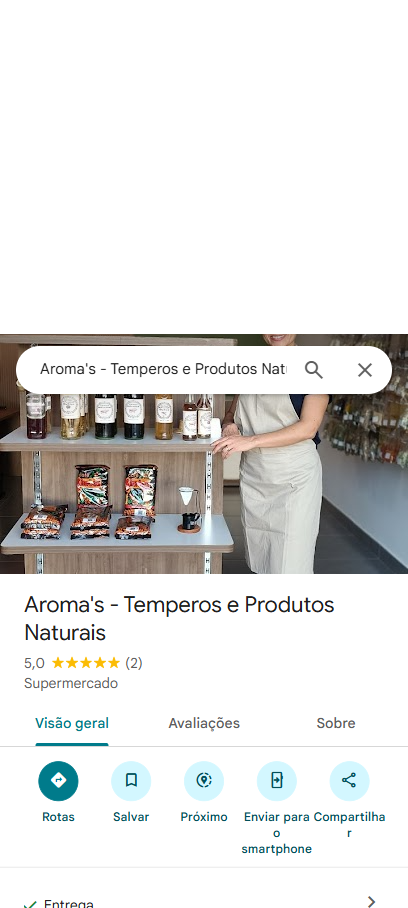 Aroma's - Temperos e Produtos Natu
Aroma's - Temperos e Produtos
Naturais
5,0 (2)
Supermercado
Visão geral Avaliações Sobre
Rotas Salvar Próximo Enviar para o smartphone Compartilhar
Entrega